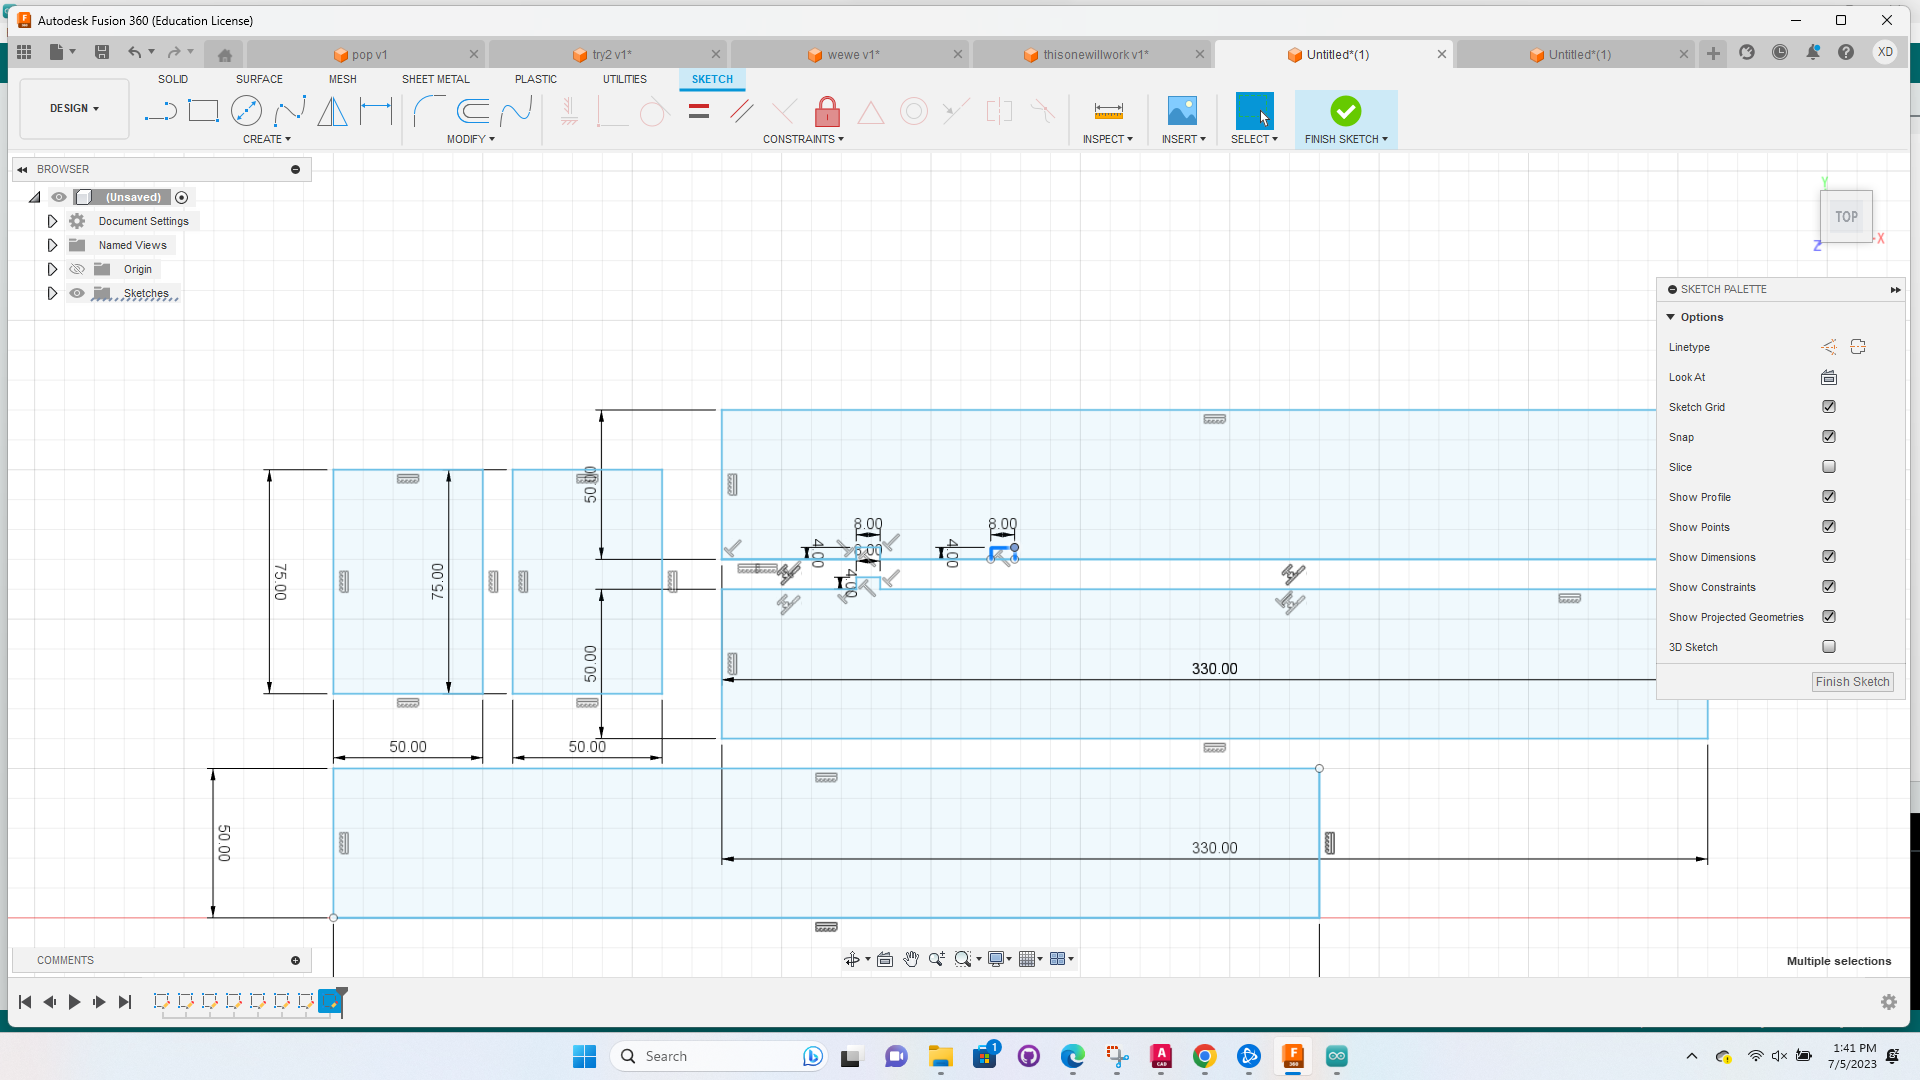 Autodesk Fusion 360 (Education License)
pop v1
try2 v1*
wewe v1*
thisonewillwork v1*
Untitled*(1)
Untitled*(1)
XD
DESIGN
SOLID
SURFACE
MESH
SHEET METAL
PLASTIC
UTILITIES
SKETCH
CREATE
MODIFY
CONSTRAINTS
INSPECT
INSERT
SELECT
FINISH SKETCH
BROWSER
(Unsaved)
Document Settings
Named Views
Origin
Sketches
Y
TOP
X
Z
SKETCH PALETTE
Options
Linetype
Look At
Sketch Grid
Snap
Slice
Show Profile
Show Points
Show Dimensions
Show Constraints
Show Projected Geometries
3D Sketch
Finish Sketch
50.00
8.00
8.00
4.00
8.00
4.00
4.00
75.00
75.00
50.00
330.00
50.00
50.00
50.00
330.00
COMMENTS
Multiple selections
Search
1
A
CAD
F
360
1:41 PM
7/5/2023